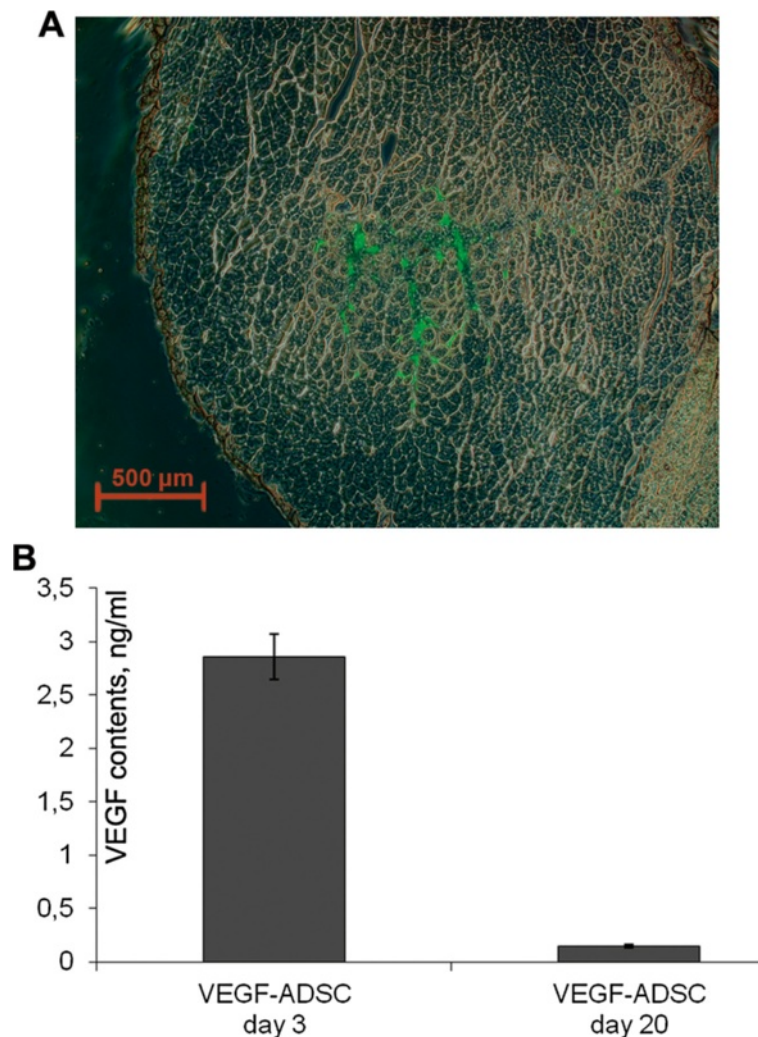 A
500 µm
B
VEGF contents, ng/ml
3,5
3
2,5
2
1,5
1
0,5
0
VEGF-ADSC
day 3
VEGF-ADSC
day 20